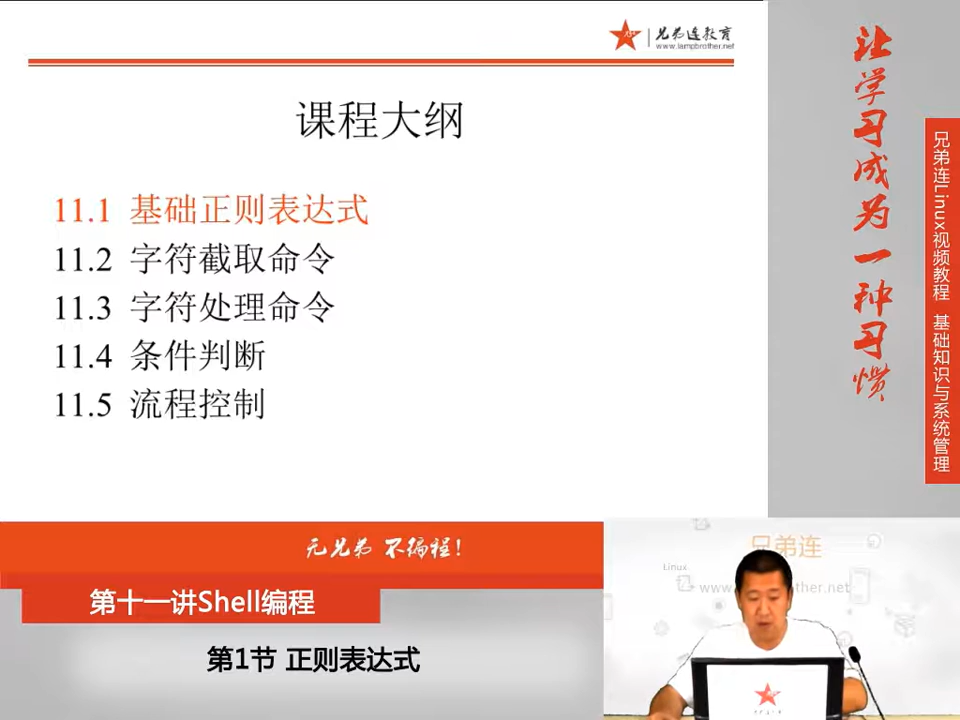 兄弟连教育
www.lampbrother.net
课程大纲
11.1 基础正则表达式
11.2 字符截取命令
11.3 字符处理命令
11.4 条件判断
11.5 流程控制
让学习成为一种习惯
兄弟连Linux视频教程 基础知识与系统管理
无兄弟 不编程!
第十一讲Shell编程
第1节 正则表达式
兄弟连
Linux